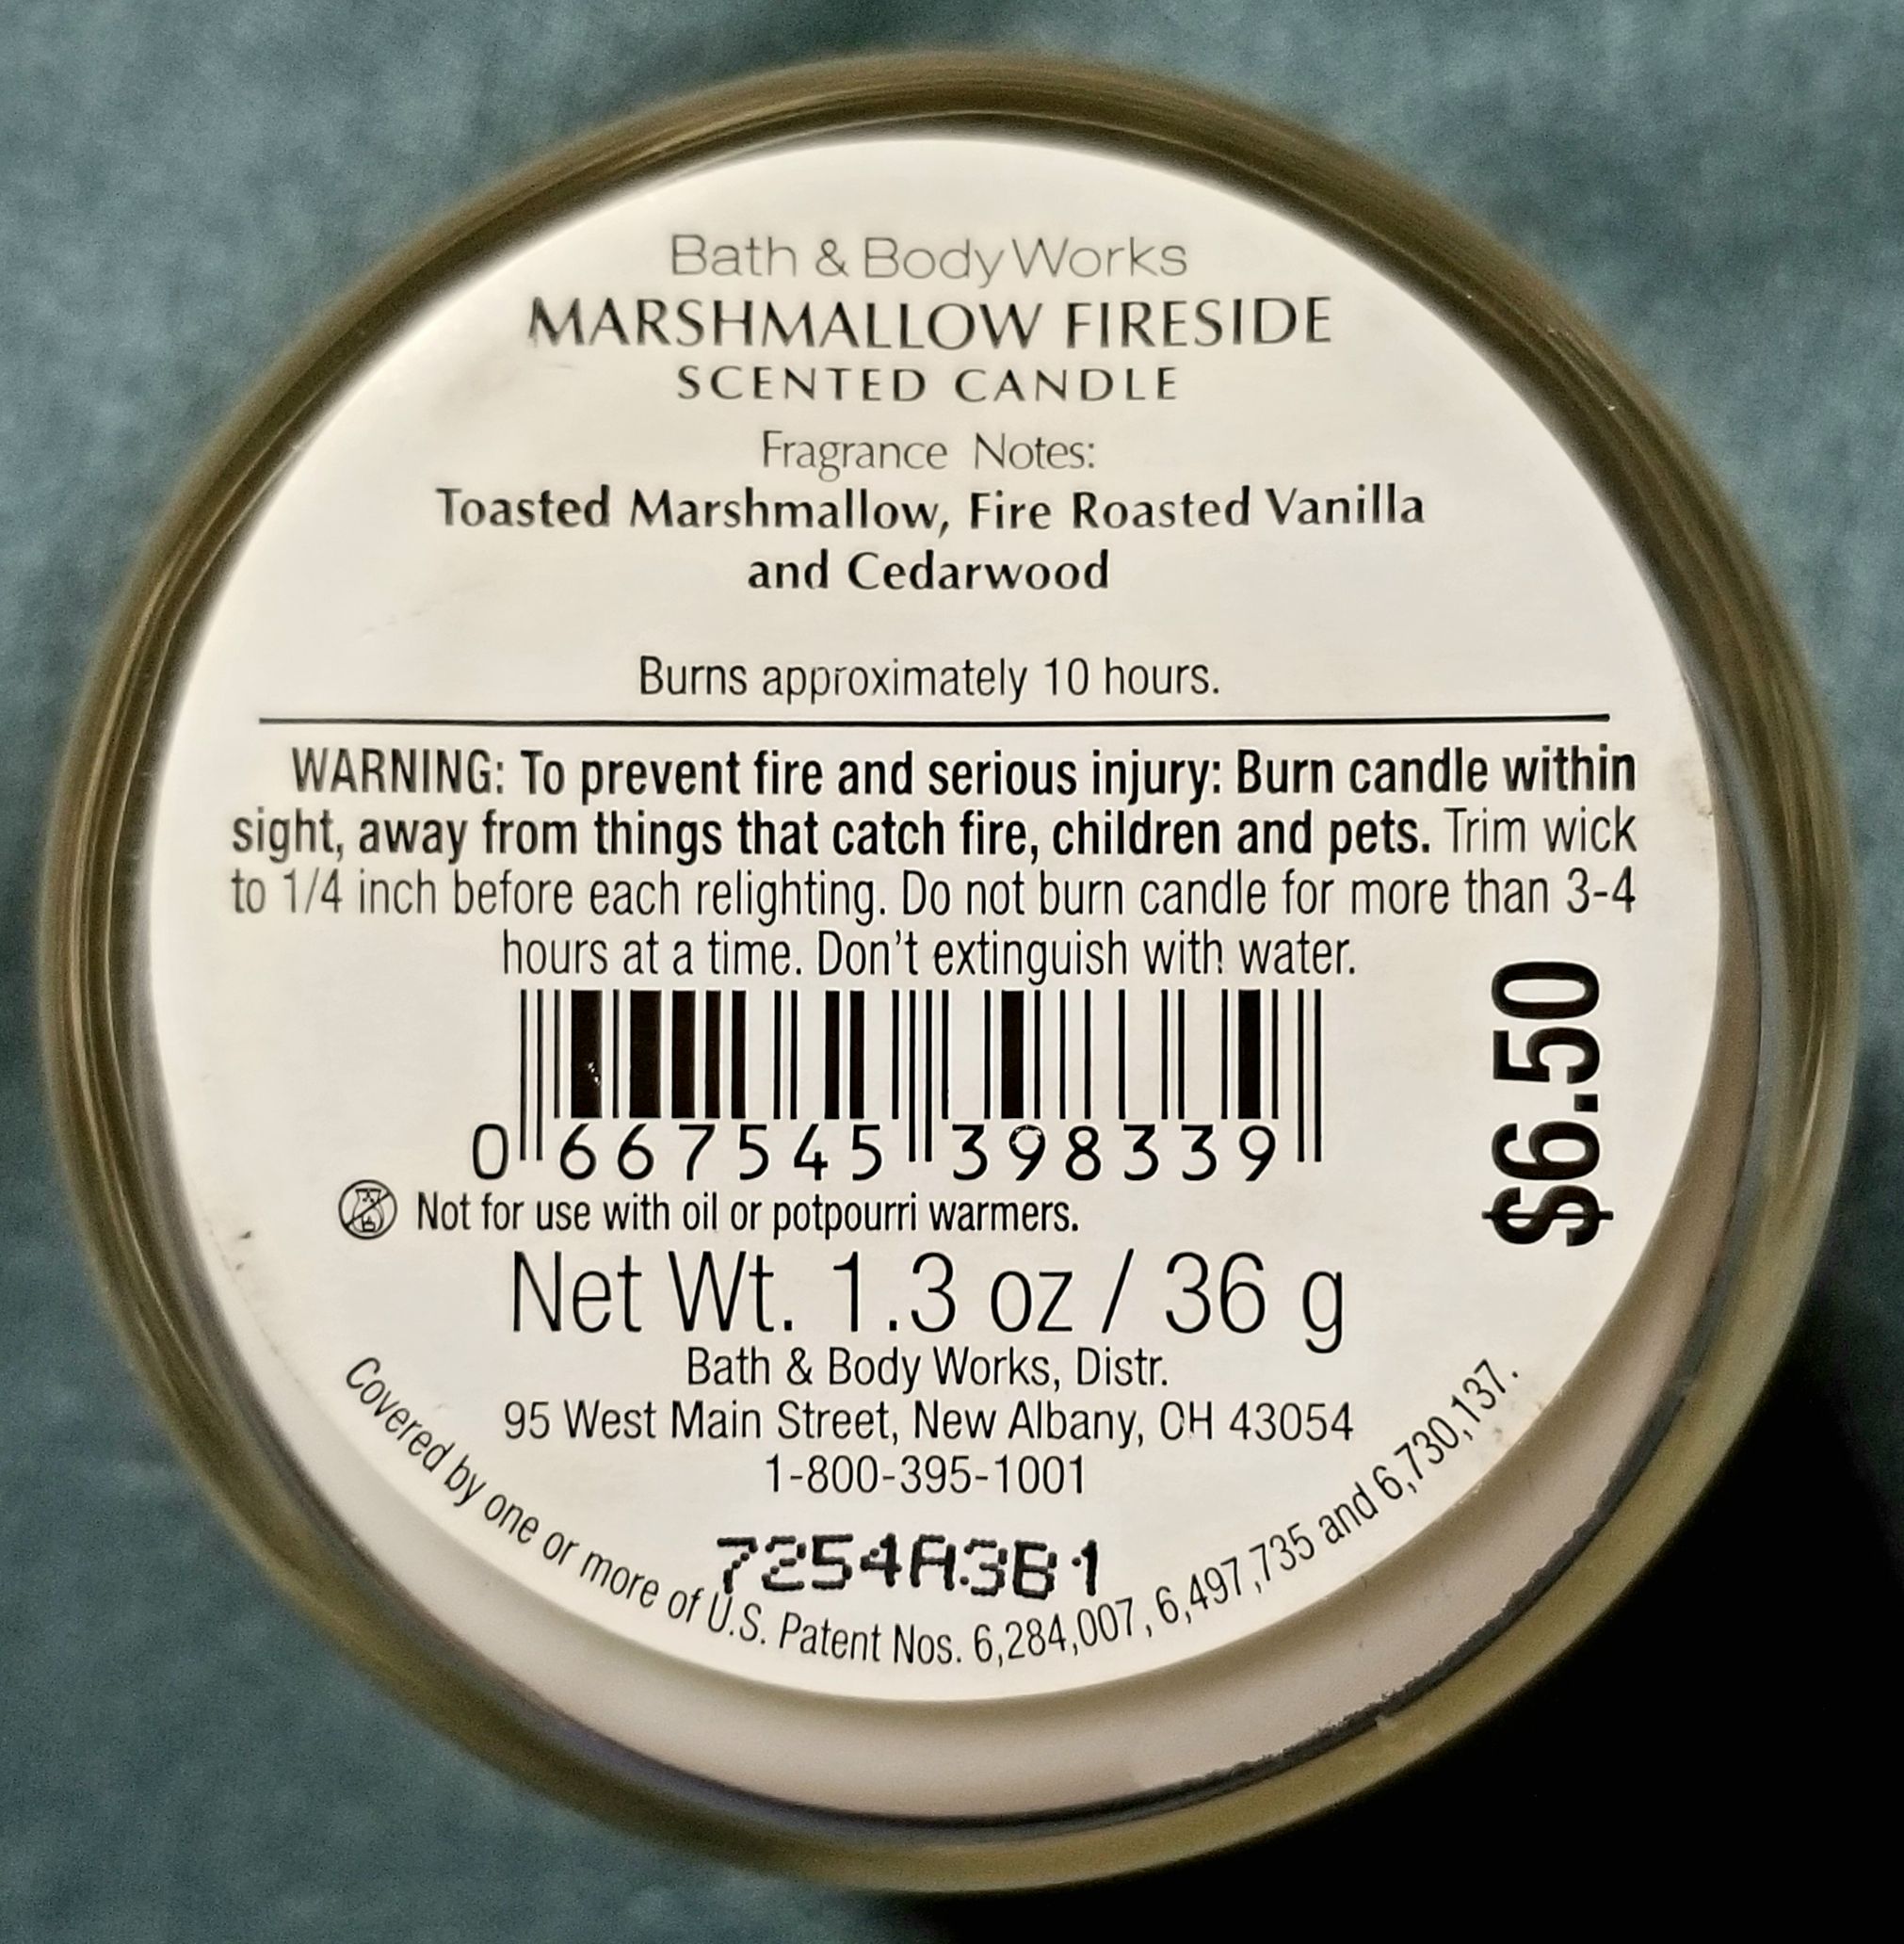 Bath & Body Works
MARSHMALLOW FIRESIDE
SCENTED CANDLE
Fragrance Notes:
Toasted Marshmallow, Fire Roasted Vanilla
and Cedarwood
Burns approximately 10 hours.
WARNING: To prevent fire and serious injury: Burn candle within
sight, away from things that catch fire, children and pets. Trim wick
to 1/4 inch before each relighting. Do not burn candle for more than 3-4
hours at a time. Don't extinguish with water.
$6.50
0 667545 398339
Not for use with oil or potpourri warmers.
Net Wt. 1.3 oz / 36 g
Bath & Body Works, Distr.
95 West Main Street, New Albany, OH 43054
1-800-395-1001
7254A3B1
Covered by one or more of U.S. Patent Nos. 6,284,007, 6,497,735 and 6,730,137.